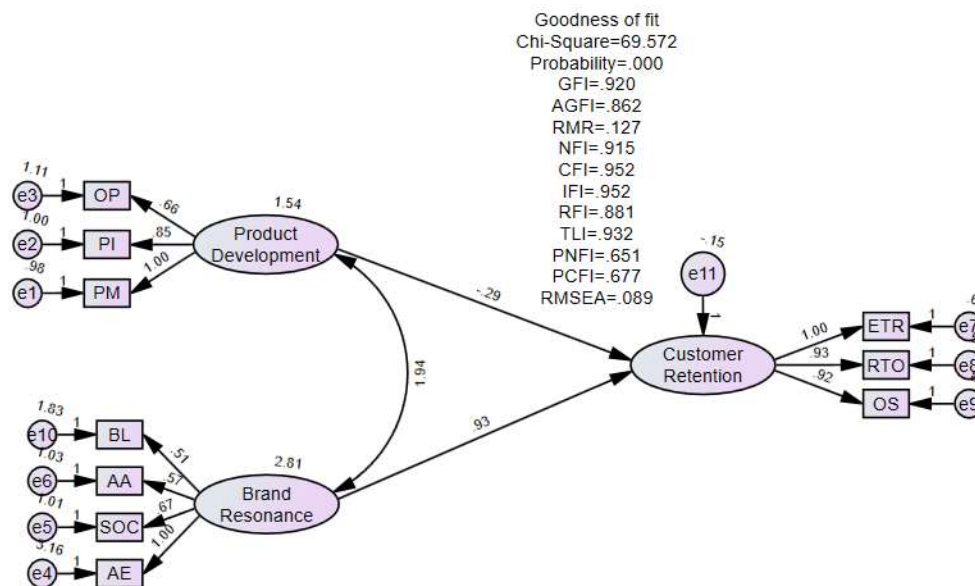 Goodness of fit
Chi-Square=69.572
Probability=.000
GFI=.920
AGFI=.862
RMR=.127
NFI=.915
CFI=.952
IFI=.952
RFI=.881
TLI=.932
PNFI=.651
PCFI=.677
RMSEA=.089
1.11
e3 1 OP .66
1.00
e2 1 PI .85
.98
e1 1 PM 1.00
1.54
Product
Development
-.29
-.15
e11
1
Customer
Retention
1.00 ETR 1 e7
.93 RTO 1 e8
.92 OS 1 e9
1.94
.93
1.83
e10 1 BL .51
1.03
e6 1 AA .57
1.01
e5 1 SOC .67
3.16
e4 1 AE 1.00
2.81
Brand
Resonance